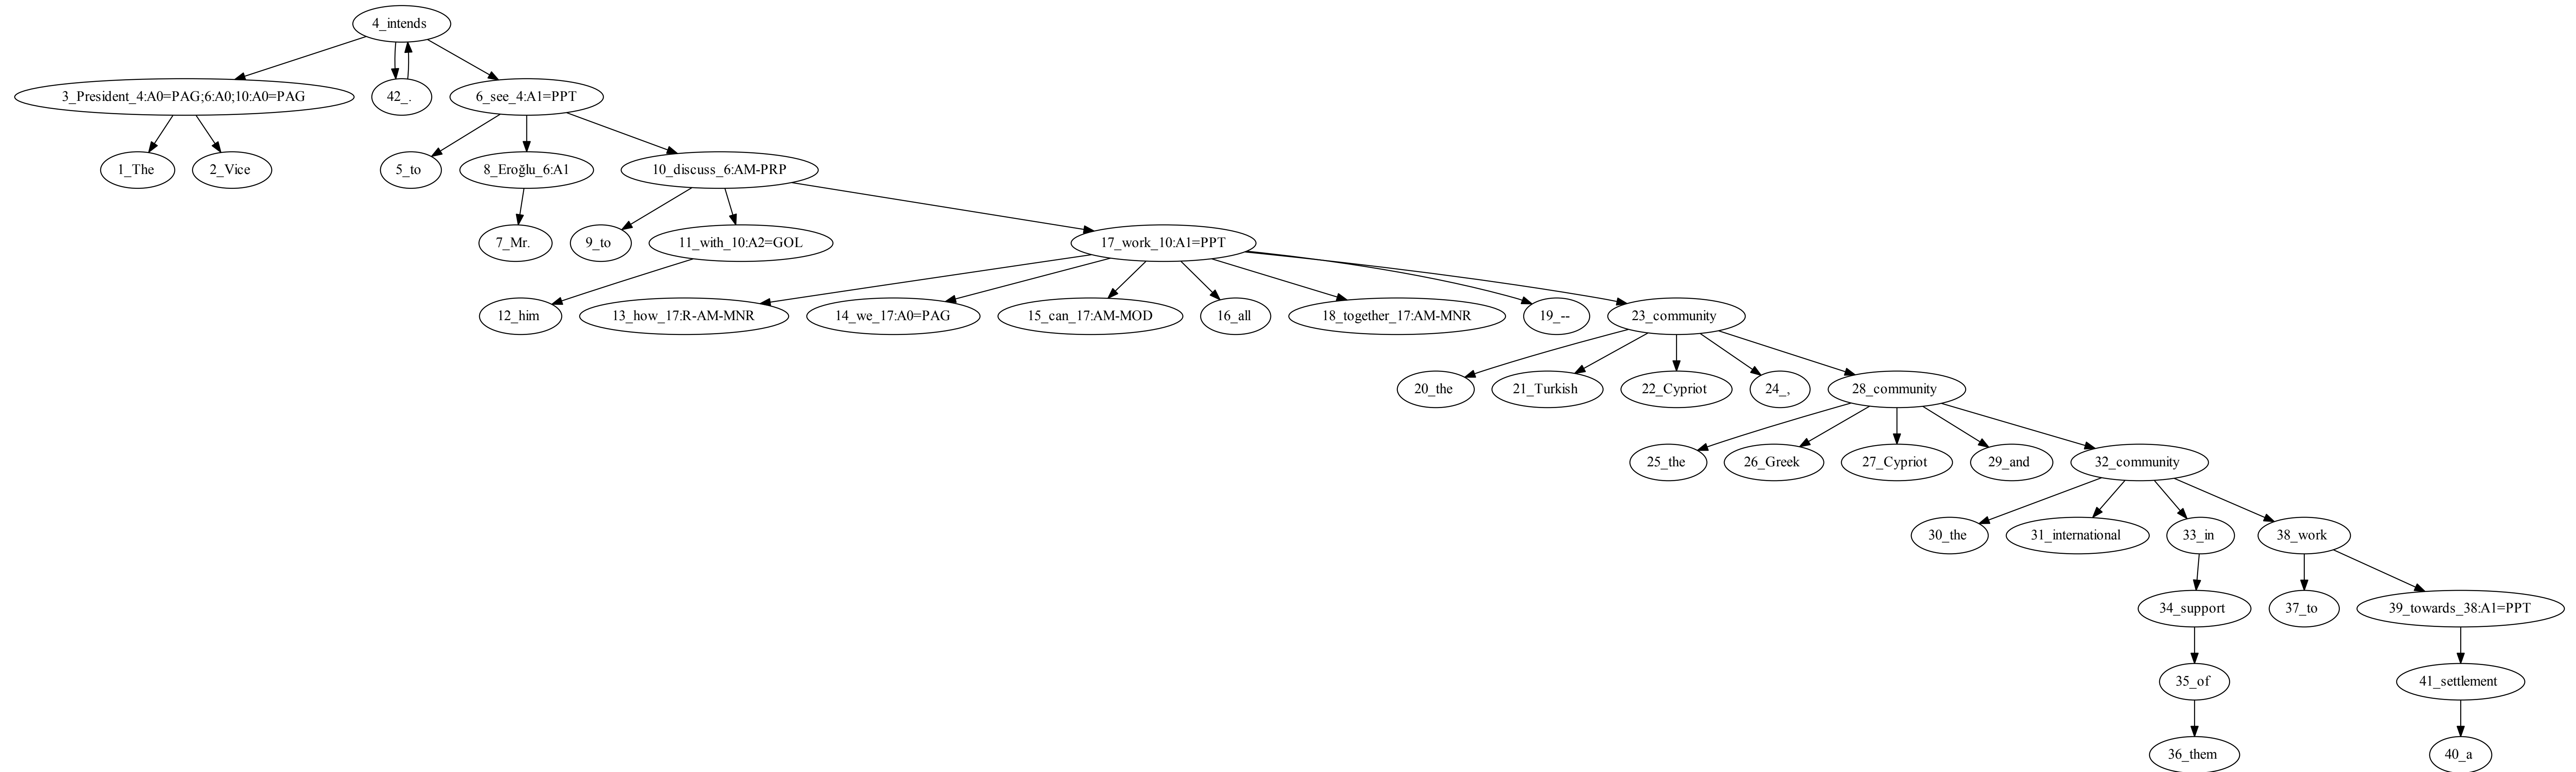 4_intends
3_President_4:A0=PAG;6:A0;10:A0=PAG
42_.
6_see_4:A1=PPT
1_The
2_Vice
5_to
8_Eroğlu_6:A1
10_discuss_6:AM-PRP
7_Mr.
9_to
11_with_10:A2=GOL
17_work_10:A1=PPT
12_him
13_how_17:R-AM-MNR
14_we_17:A0=PAG
15_can_17:AM-MOD
16_all
18_together_17:AM-MNR
19_--
23_community
20_the
21_Turkish
22_Cypriot
24_,
28_community
25_the
26_Greek
27_Cypriot
29_and
32_community
30_the
31_international
33_in
38_work
34_support
37_to
39_towards_38:A1=PPT
35_of
41_settlement
36_them
40_a